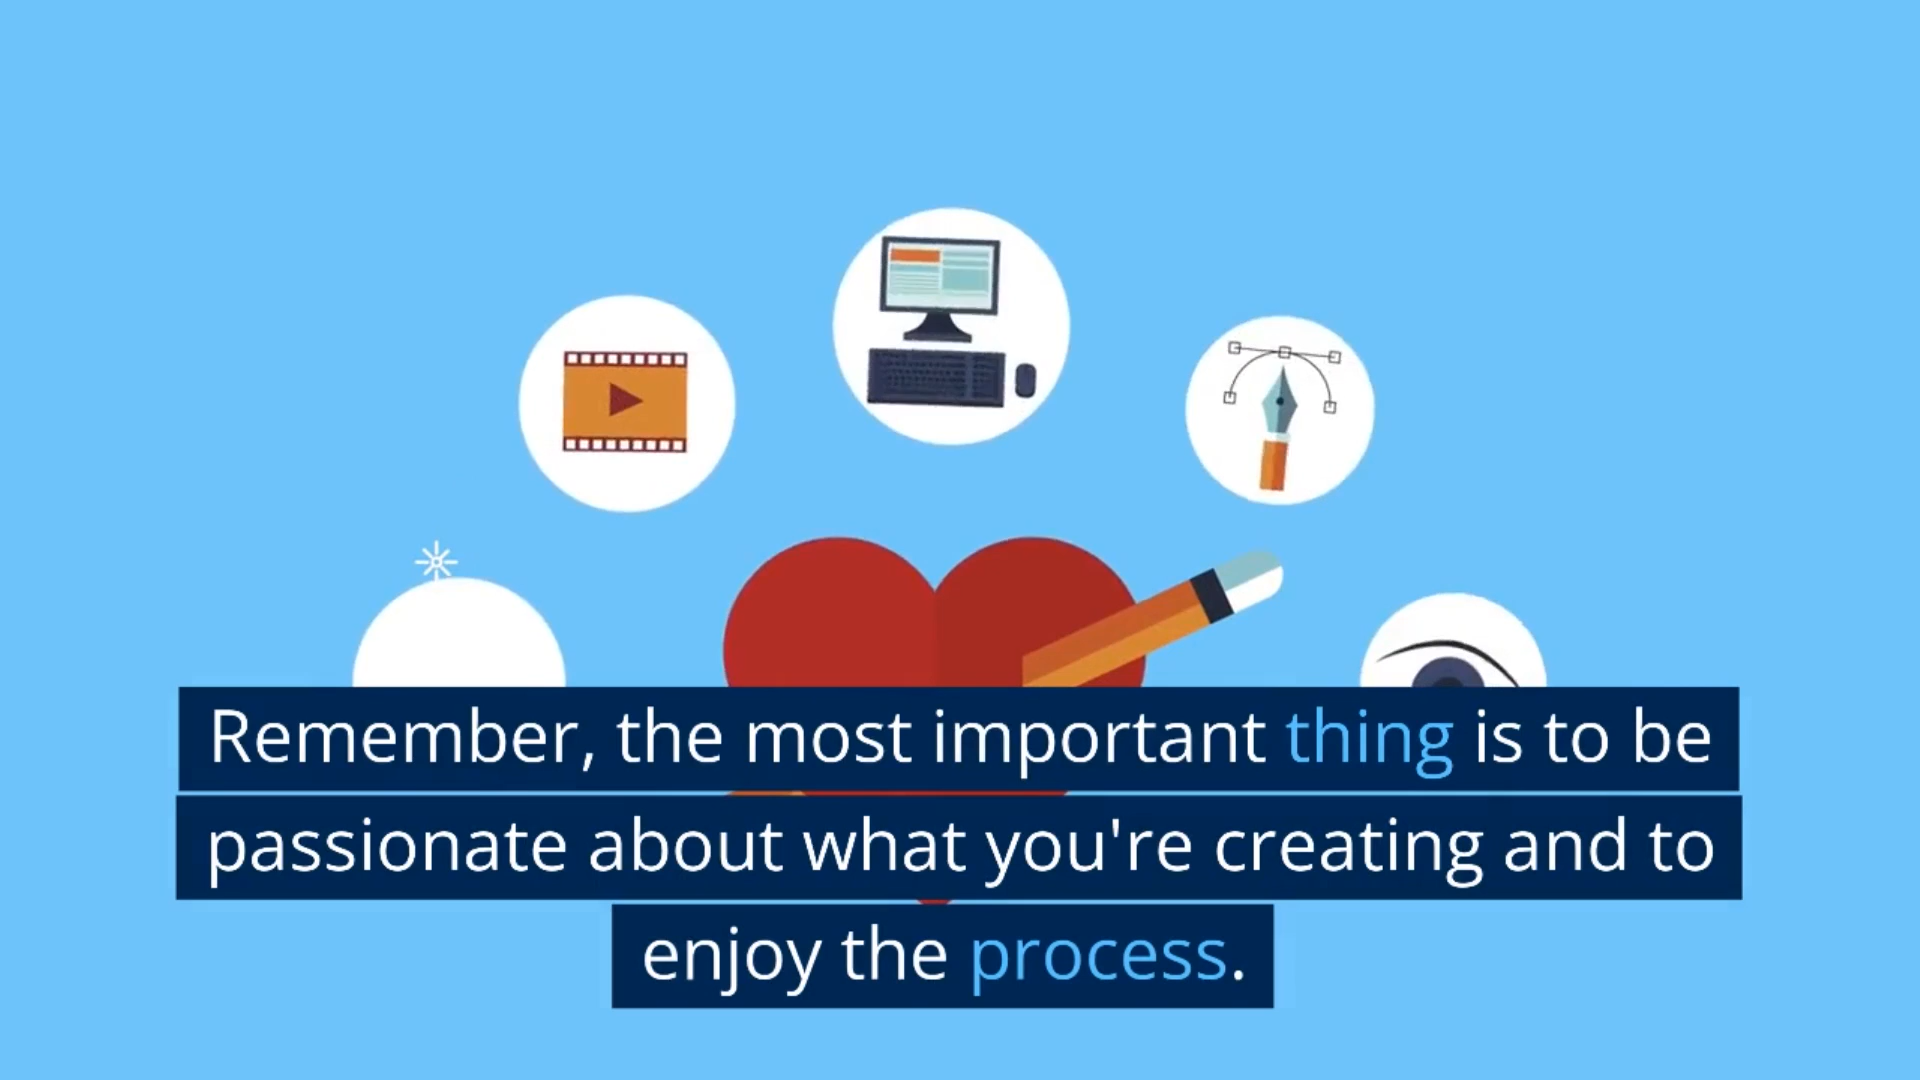 Remember, the most important thing is to be
passionate about what you're creating and to
enjoy the process.